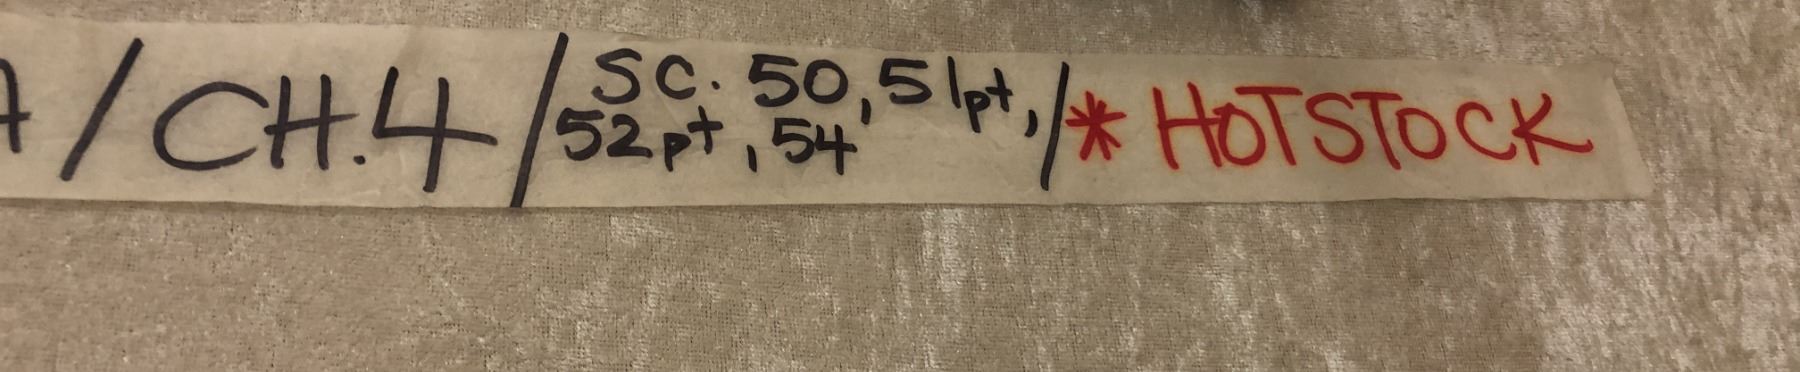 / CH.4 / SC. 50, 51pt, / * HOTSTOCK
52pt, 54